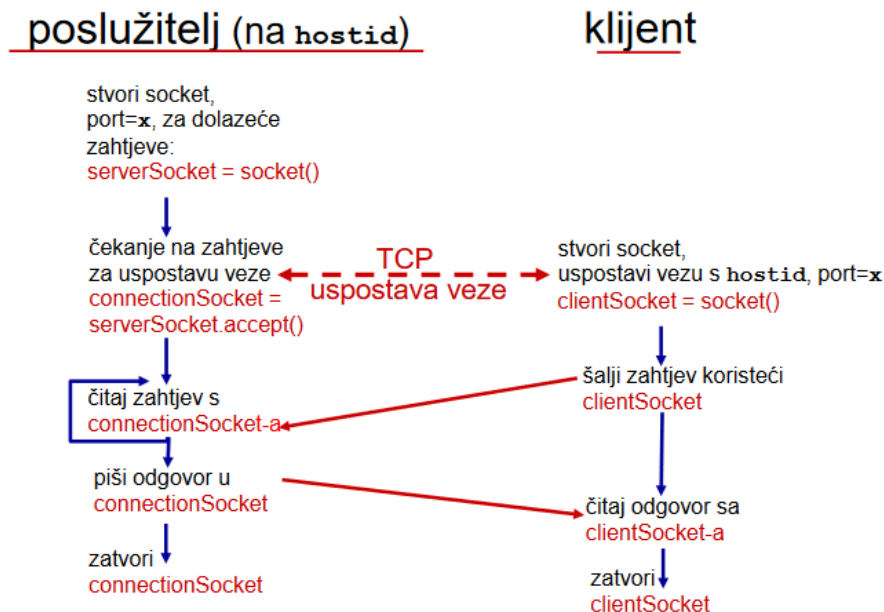 poslužitelj (na hostid)
stvori socket,
port=x, za dolazeće
zahtjeve:
serverSocket = socket()
čekanje na zahtjeve
za uspostavu veze
connectionSocket =
serverSocket.accept()
čitaj zahtjev s
connectionSocket-a
piši odgovor u
connectionSocket
zatvori
connectionSocket
TCP
uspostava veze
klijent
stvori socket,
uspostavi vezu s hostid, port=x
clientSocket = socket()
šalji zahtjev koristeći
clientSocket
čitaj odgovor sa
clientSocket-a
zatvori
clientSocket